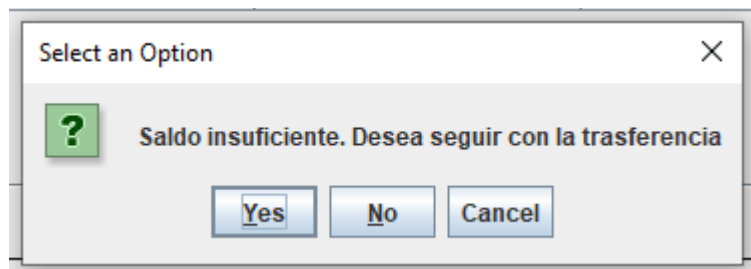 Select an Option
Saldo insuficiente. Desea seguir con la trasferencia
Yes No Cancel